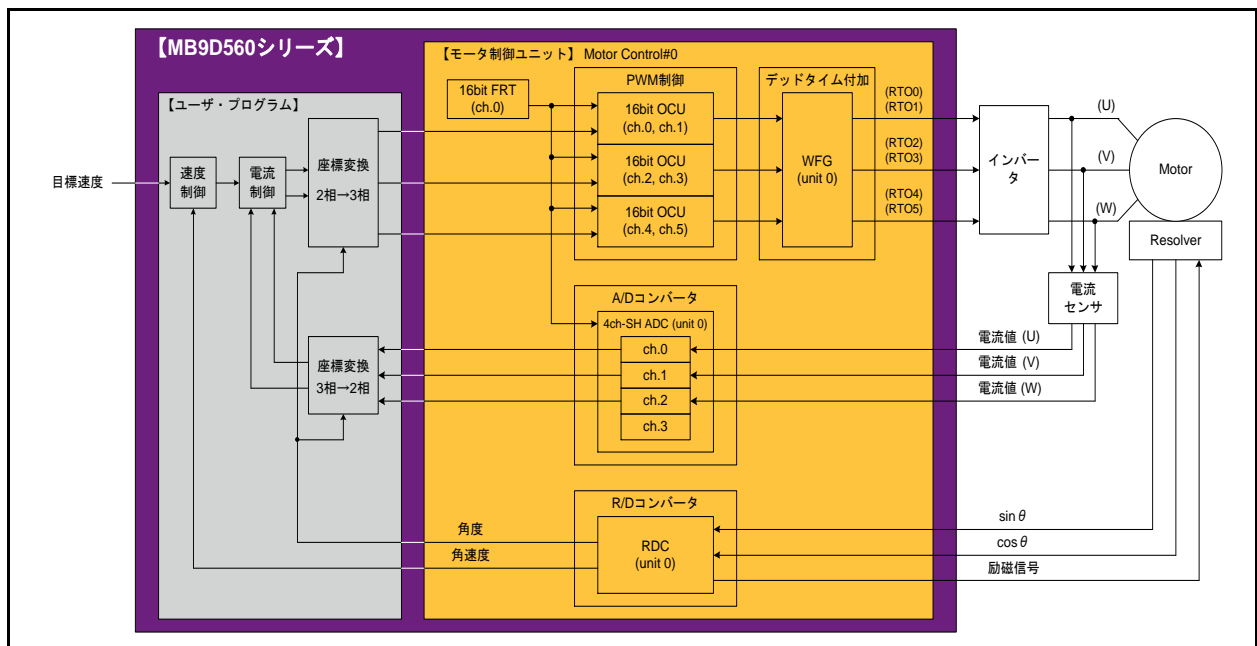 【MB9D560シリーズ】
【モータ制御ユニット】 Motor Control#0
【ユーザ・プログラム】
目標速度
速度
制御
電流
制御
座標変換
2相→3相
座標変換
3相→2相
16bit FRT
(ch.0)
PWM制御
16bit OCU
(ch.0, ch.1)
16bit OCU
(ch.2, ch.3)
16bit OCU
(ch.4, ch.5)
デッドタイム付加
WFG
(unit 0)
(RTO0)
(RTO1)
(RTO2)
(RTO3)
(RTO4)
(RTO5)
インバー
タ
(U)
(V)
(W)
Motor
Resolver
電流
センサ
A/Dコンバータ
4ch-SH ADC (unit 0)
ch.0
ch.1
ch.2
ch.3
電流値 (U)
電流値 (V)
電流値 (W)
R/Dコンバータ
RDC
(unit 0)
角度
角速度
sinθ
cosθ
励磁信号